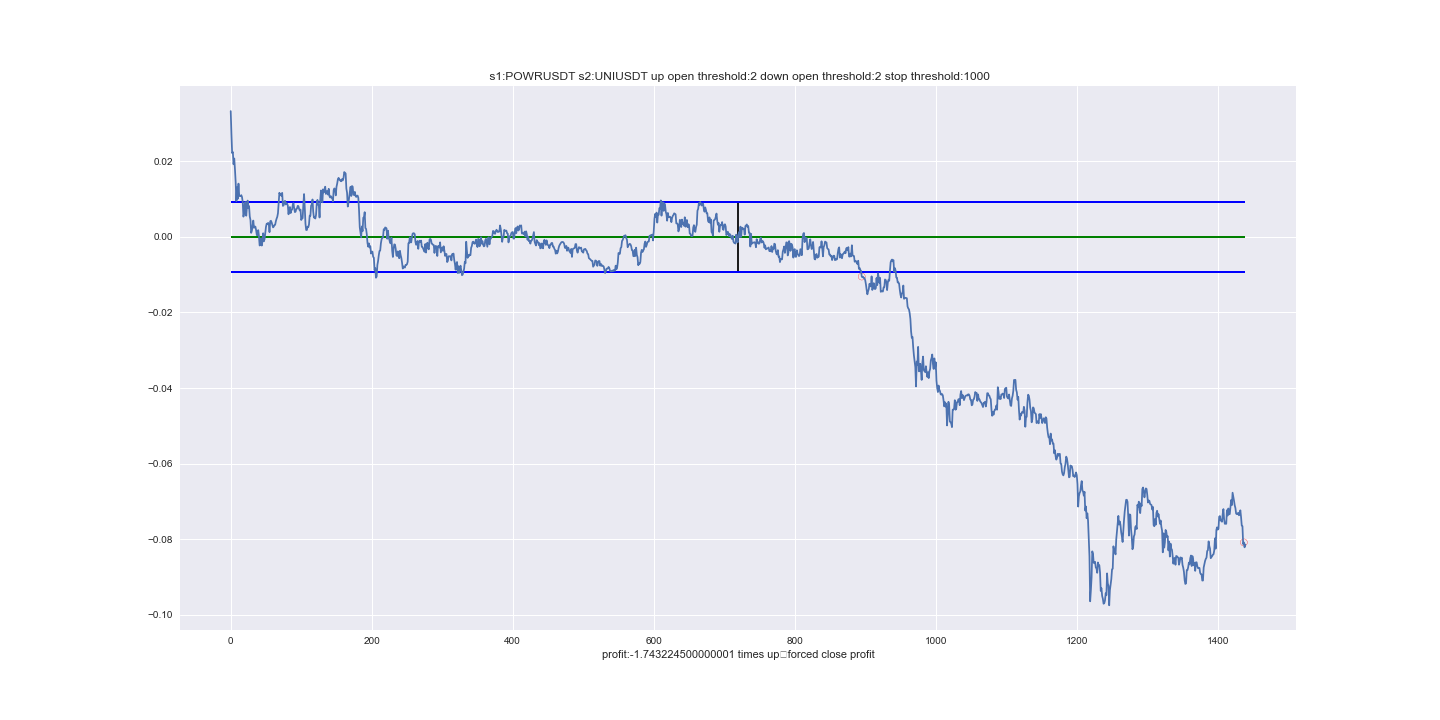 s1:POWRUSDT s2:UNIUSDT up open threshold:2 down open threshold:2 stop threshold:1000
0.02
0.00
−0.02
−0.04
−0.06
−0.08
−0.10
0 200 400 600 800 1000 1200 1400
profit:-1.743224500000001 times up□forced close profit